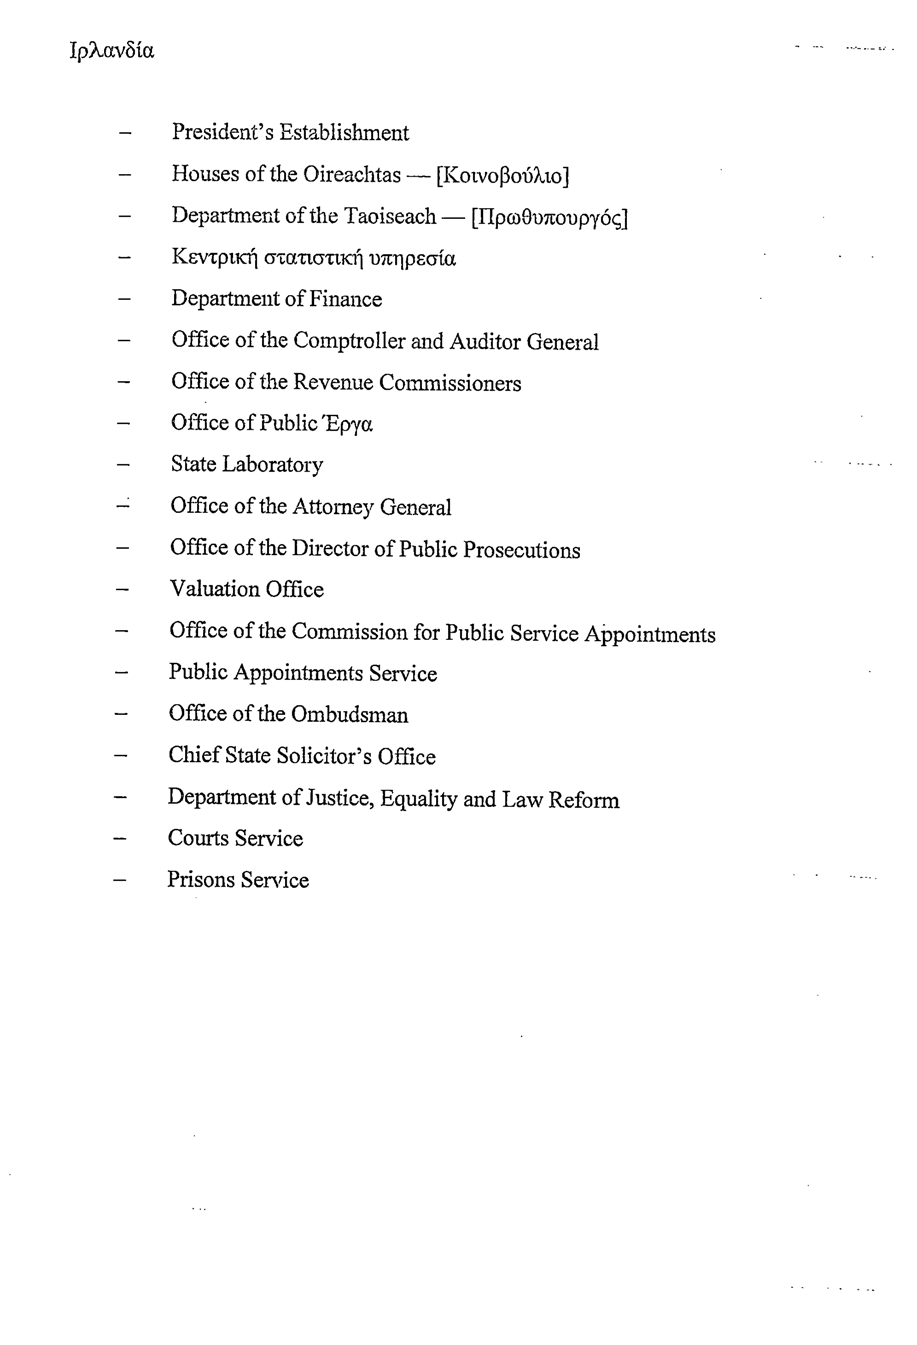 Ιρλανδία
– President's Establishment
– Houses of the Oireachtas — [Κοινοβούλιο]
– Department of the Taoiseach — [Πρωθυπουργός]
– Κεντρική στατιστική υπηρεσία
– Department of Finance
– Office of the Comptroller and Auditor General
– Office of the Revenue Commissioners
– Office of Public Έργα
– State Laboratory
– Office of the Attorney General
– Office of the Director of Public Prosecutions
– Valuation Office
– Office of the Commission for Public Service Appointments
– Public Appointments Service
– Office of the Ombudsman
– Chief State Solicitor's Office
– Department of Justice, Equality and Law Reform
– Courts Service
– Prisons Service